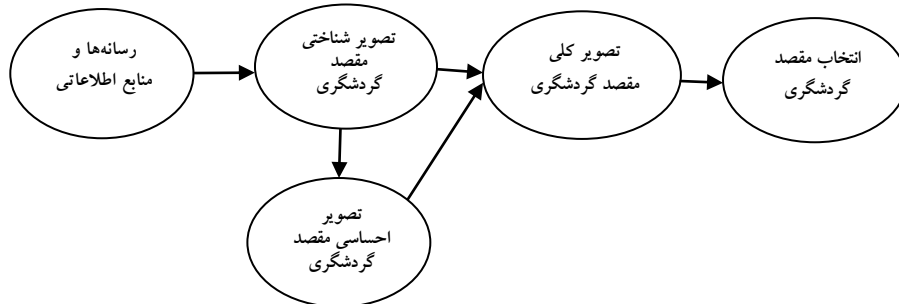 رسانه‌ها و
منابع اطلاعاتی
تصویر شناختی
مقصد
گردشگری
تصویر کلی
مقصد گردشگری
انتخاب مقصد
گردشگری
تصویر
احساسی مقصد
گردشگری